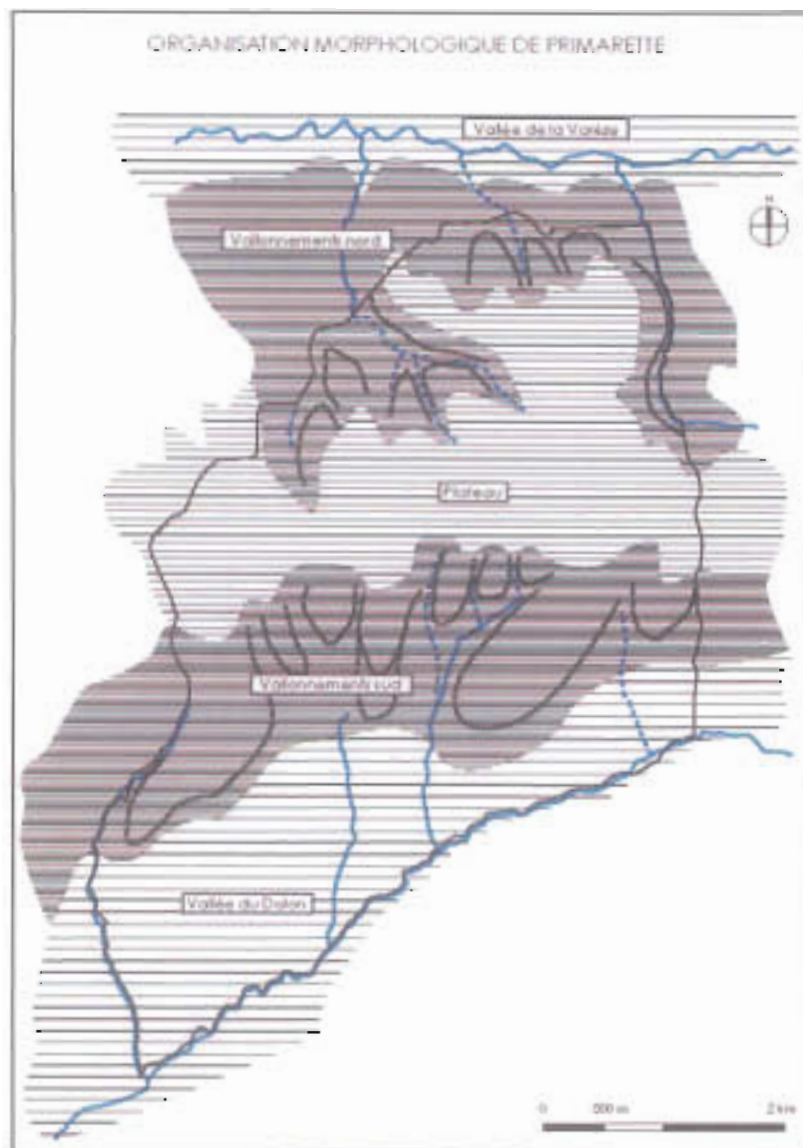 ORGANISATION MORPHOLOGIQUE DE PRIMARETTE
Vallée de la Varèze
N
Vallonnements nord
Plateau
Vallonnements sud
Vallée du Dolon
0 500 m 2 km